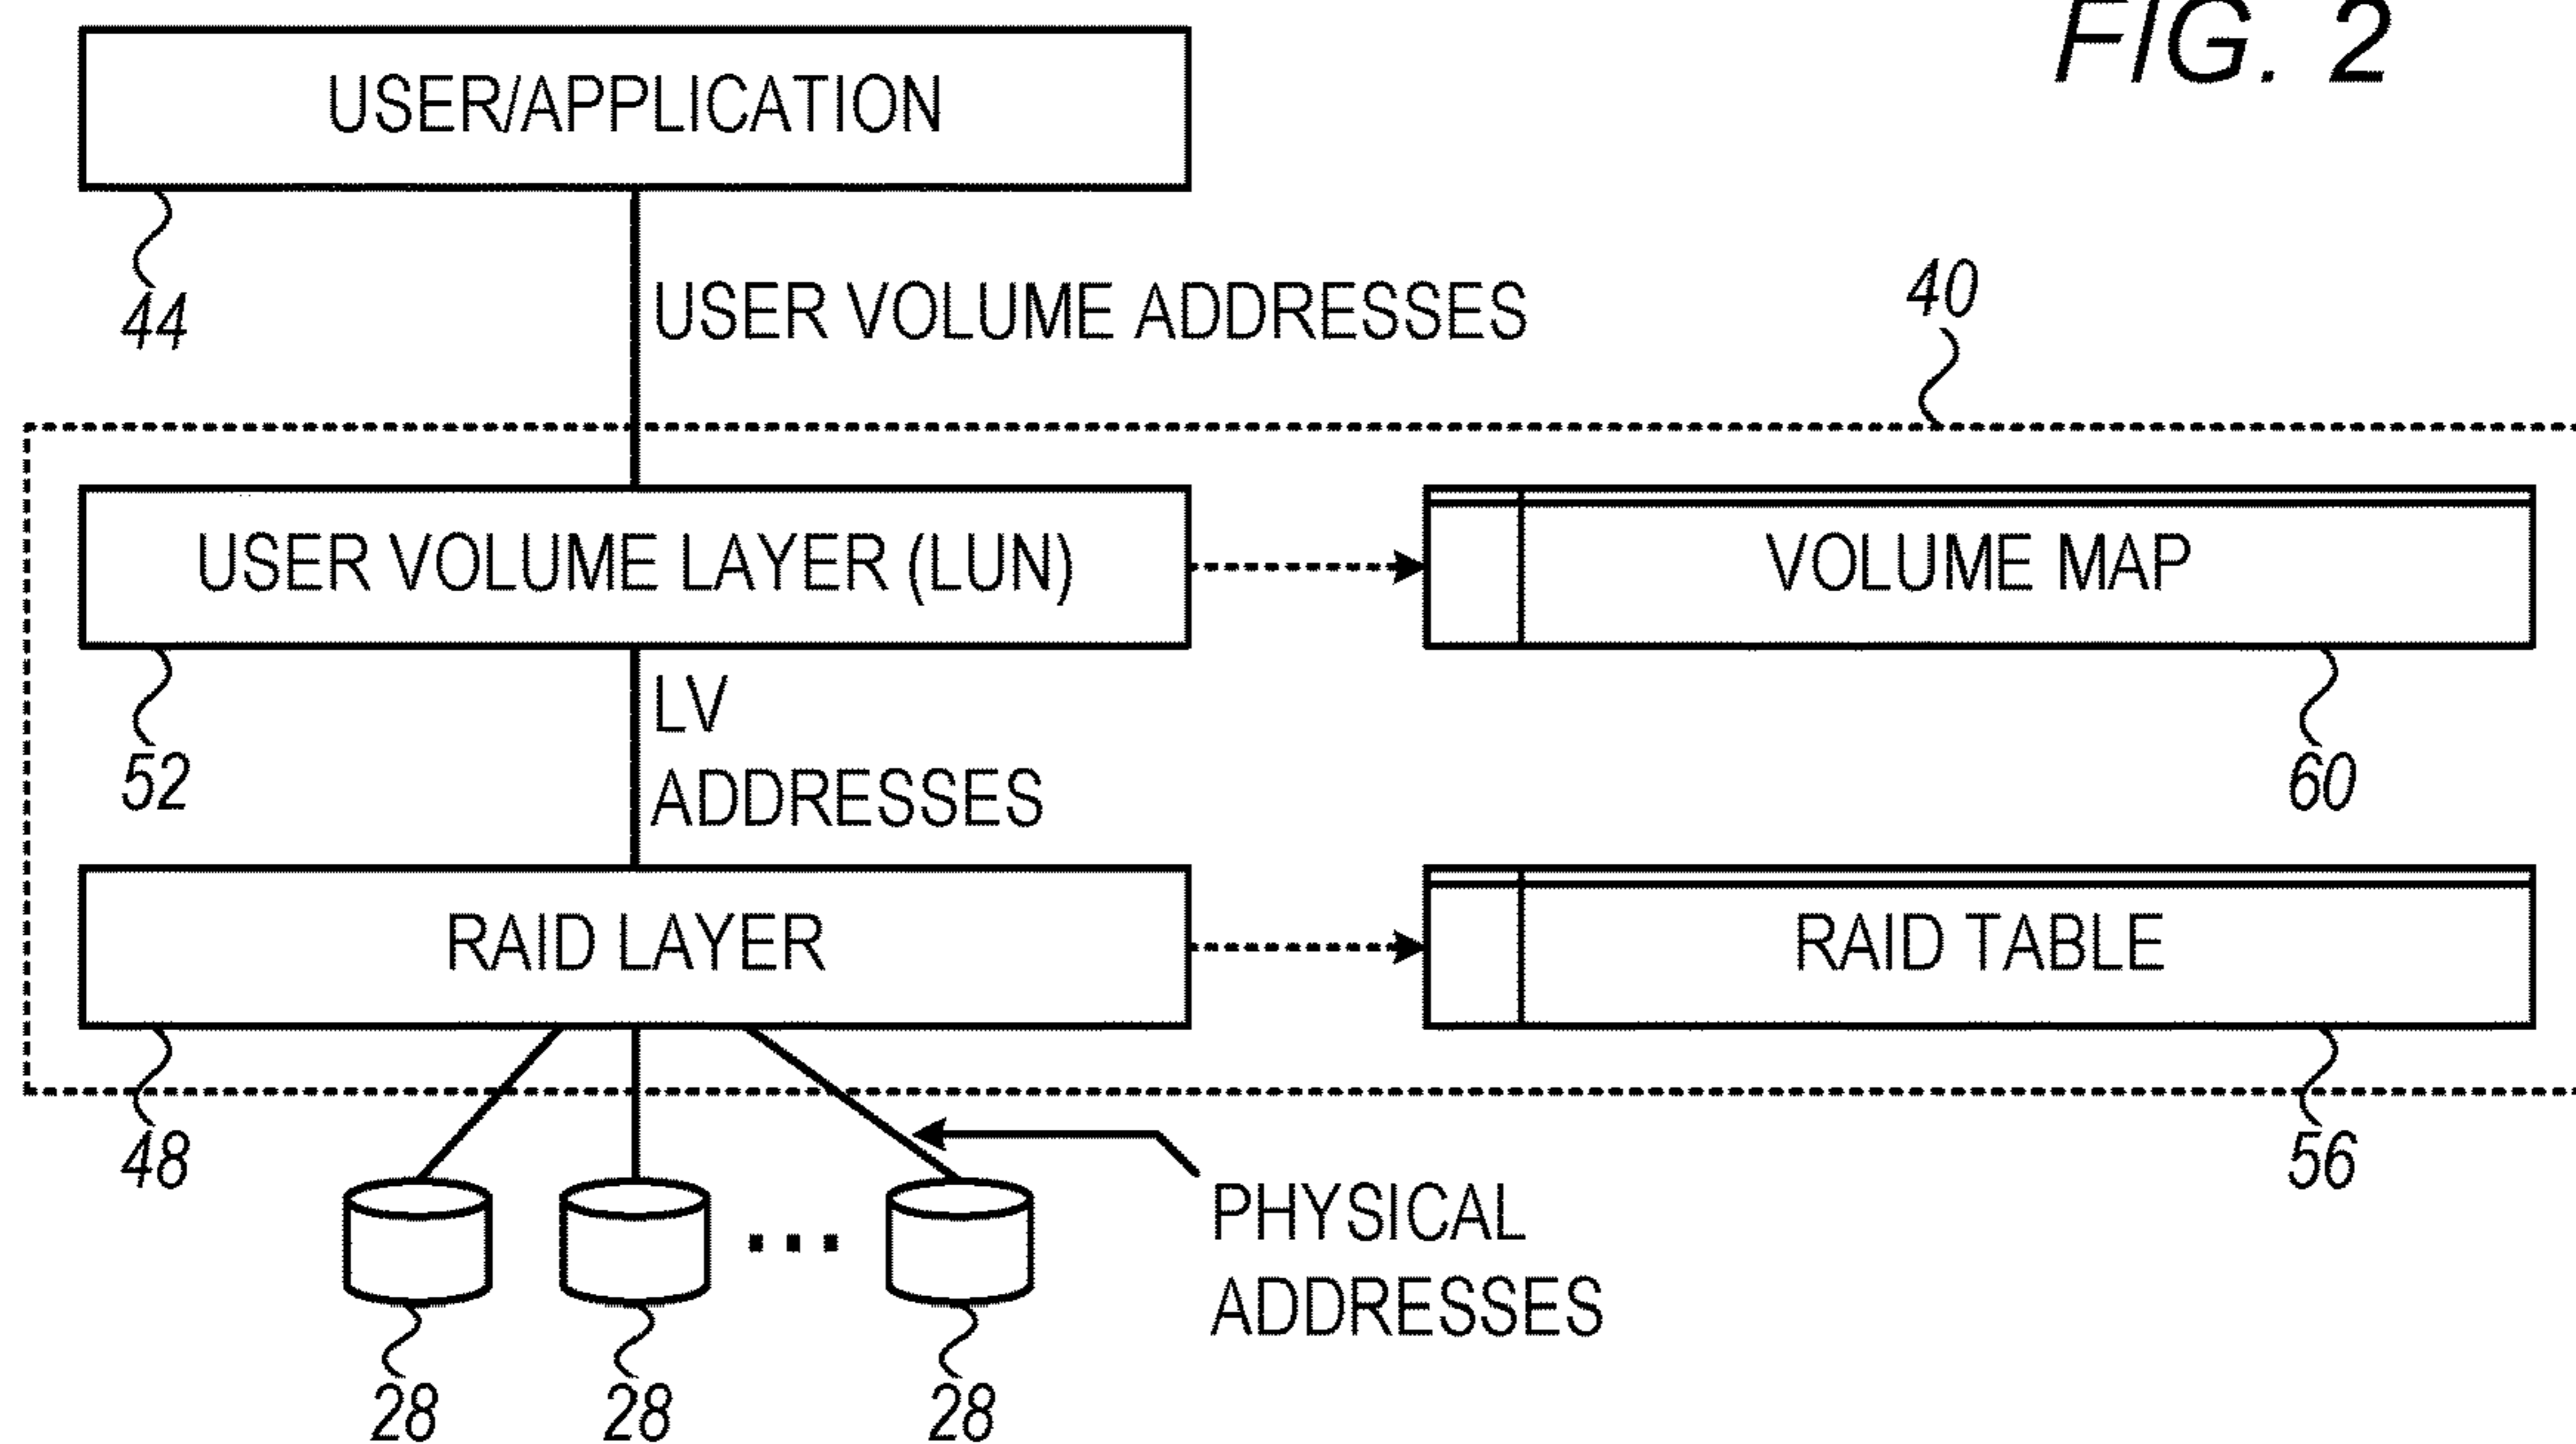 FIG. 2
USER/APPLICATION
44
USER VOLUME ADDRESSES
40
USER VOLUME LAYER (LUN)
VOLUME MAP
52
LV
ADDRESSES
60
RAID LAYER
RAID TABLE
48
56
PHYSICAL
ADDRESSES
28
28
28